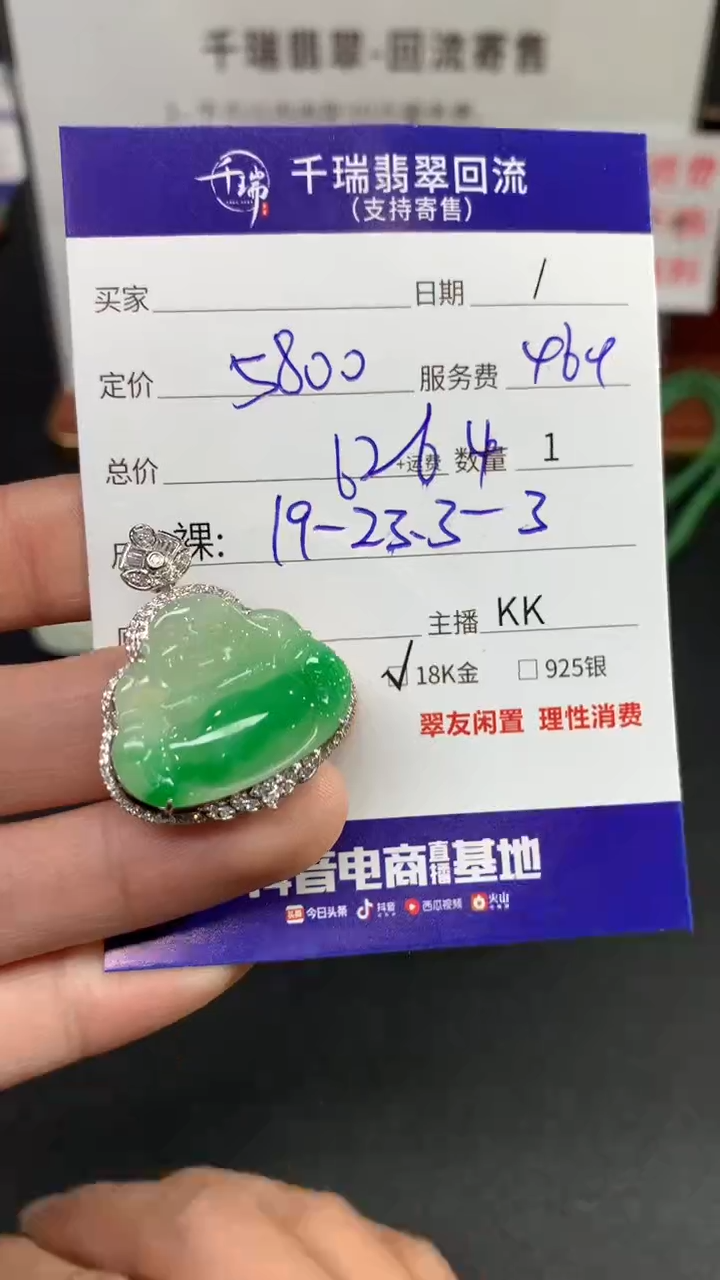 千瑞翡翠-回流寄售
千瑞
千瑞翡翠回流
(支持寄售)
买家 日期 /
定价 5800 服务费 464
总价 6264 +运费 数量 1
裸: 19-23.3-3
主播 KK
✓ 18K金 □ 925银
翠友闲置 理性消费
抖音电商直播基地
今日头条 抖音 西瓜视频 火山